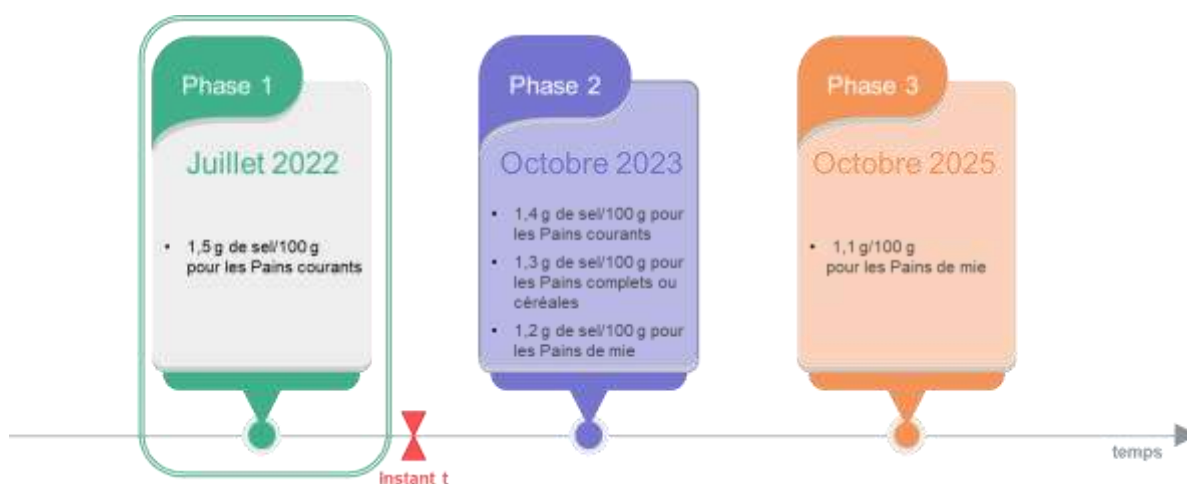 Phase 1
Juillet 2022
• 1,5 g de sel/100 g
pour les Pains courants
Phase 2
Octobre 2023
• 1,4 g de sel/100 g pour
les Pains courants
• 1,3 g de sel/100 g pour
les Pains complets ou
céréales
• 1,2 g de sel/100 g pour
les Pains de mie
Phase 3
Octobre 2025
• 1,1 g/100 g
pour les Pains de mie
Instant t
temps